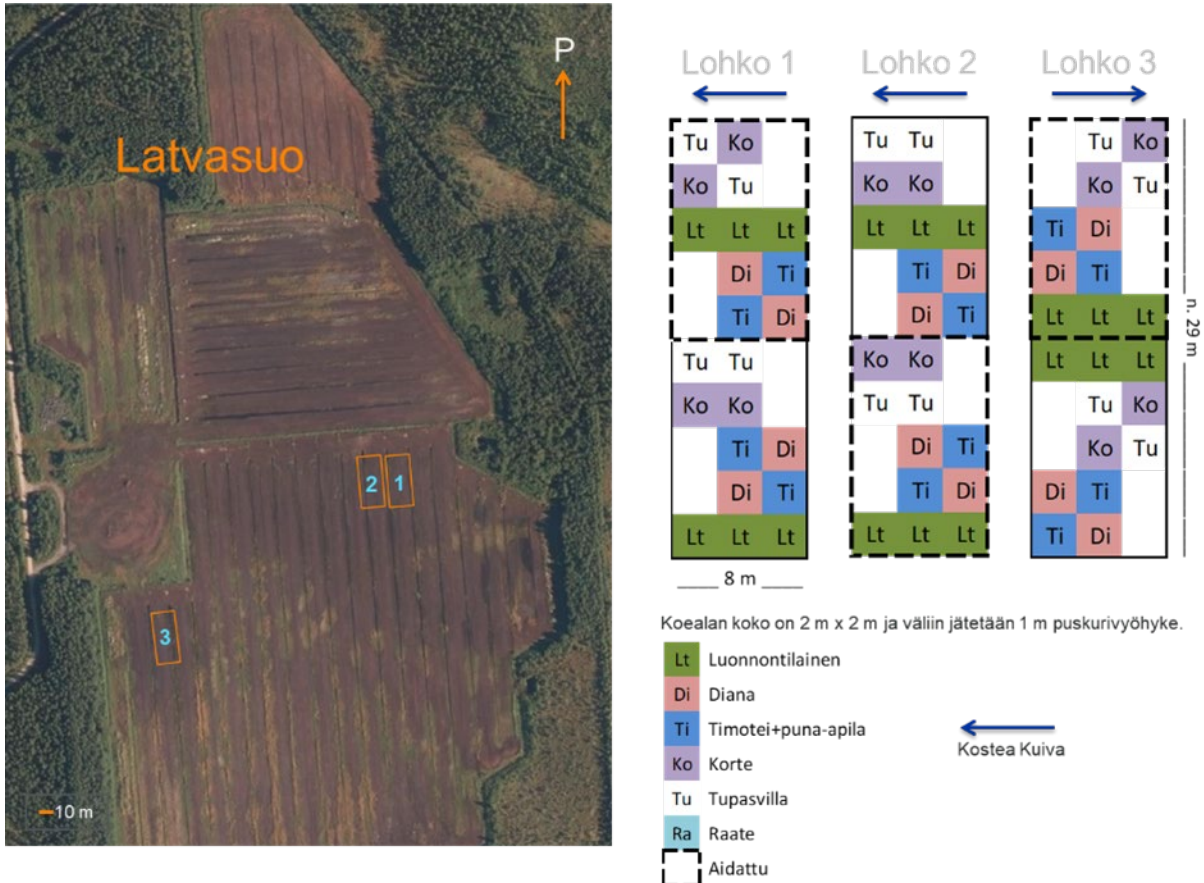 P
Latvasuo
2 1
3
10 m
Lohko 1 Lohko 2 Lohko 3
Tu Ko Tu Tu Tu Ko
Ko Tu Ko Ko Ko Tu
Lt Lt Lt Lt Lt Lt Ti Di
Di Ti Ti Di Di Ti
Ti Di Di Ti Lt Lt Lt
Tu Tu Ko Ko Lt Lt Lt
Ko Ko Tu Tu Tu Ko
Ti Di Di Ti Ko Tu
Di Ti Ti Di Di Ti
Lt Lt Lt Lt Lt Lt Ti Di
n. 29 m
8 m
Koealan koko on 2 m x 2 m ja väliin jätetään 1 m puskurivyöhyke.
Lt Luonnontilainen
Di Diana
Ti Timotei+puna-apila
Kostea Kuiva
Ko Korte
Tu Tupasvilla
Ra Raate
Aidattu